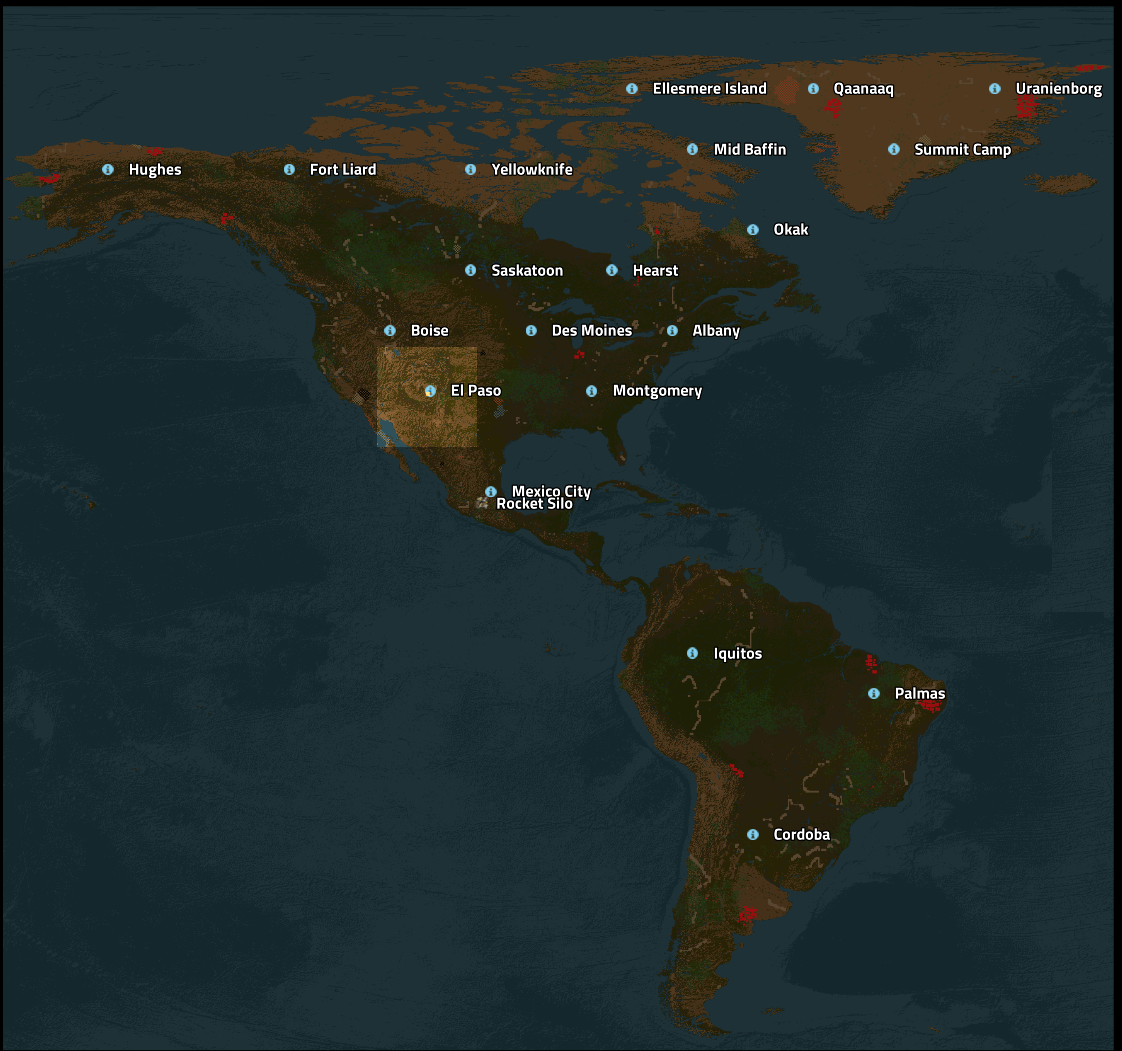 Ellesmere Island
Qaanaaq
Uranienborg
Mid Baffin
Summit Camp
Hughes
Fort Liard
Yellowknife
Okak
Saskatoon
Hearst
Boise
Des Moines
Albany
El Paso
Montgomery
Mexico City
Rocket Silo
Iquitos
Palmas
Cordoba